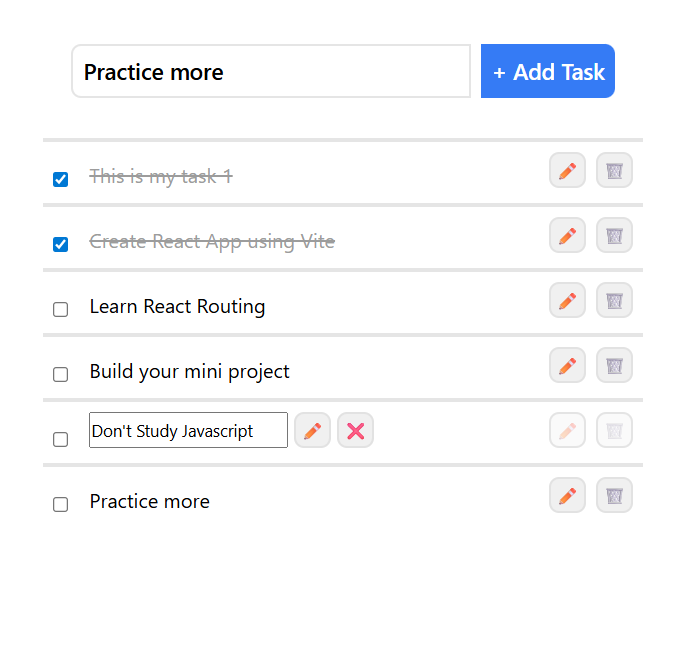 Practice more
+ Add Task
This is my task 1
Create React App using Vite
Learn React Routing
Build your mini project
Don't Study Javascript
Practice more